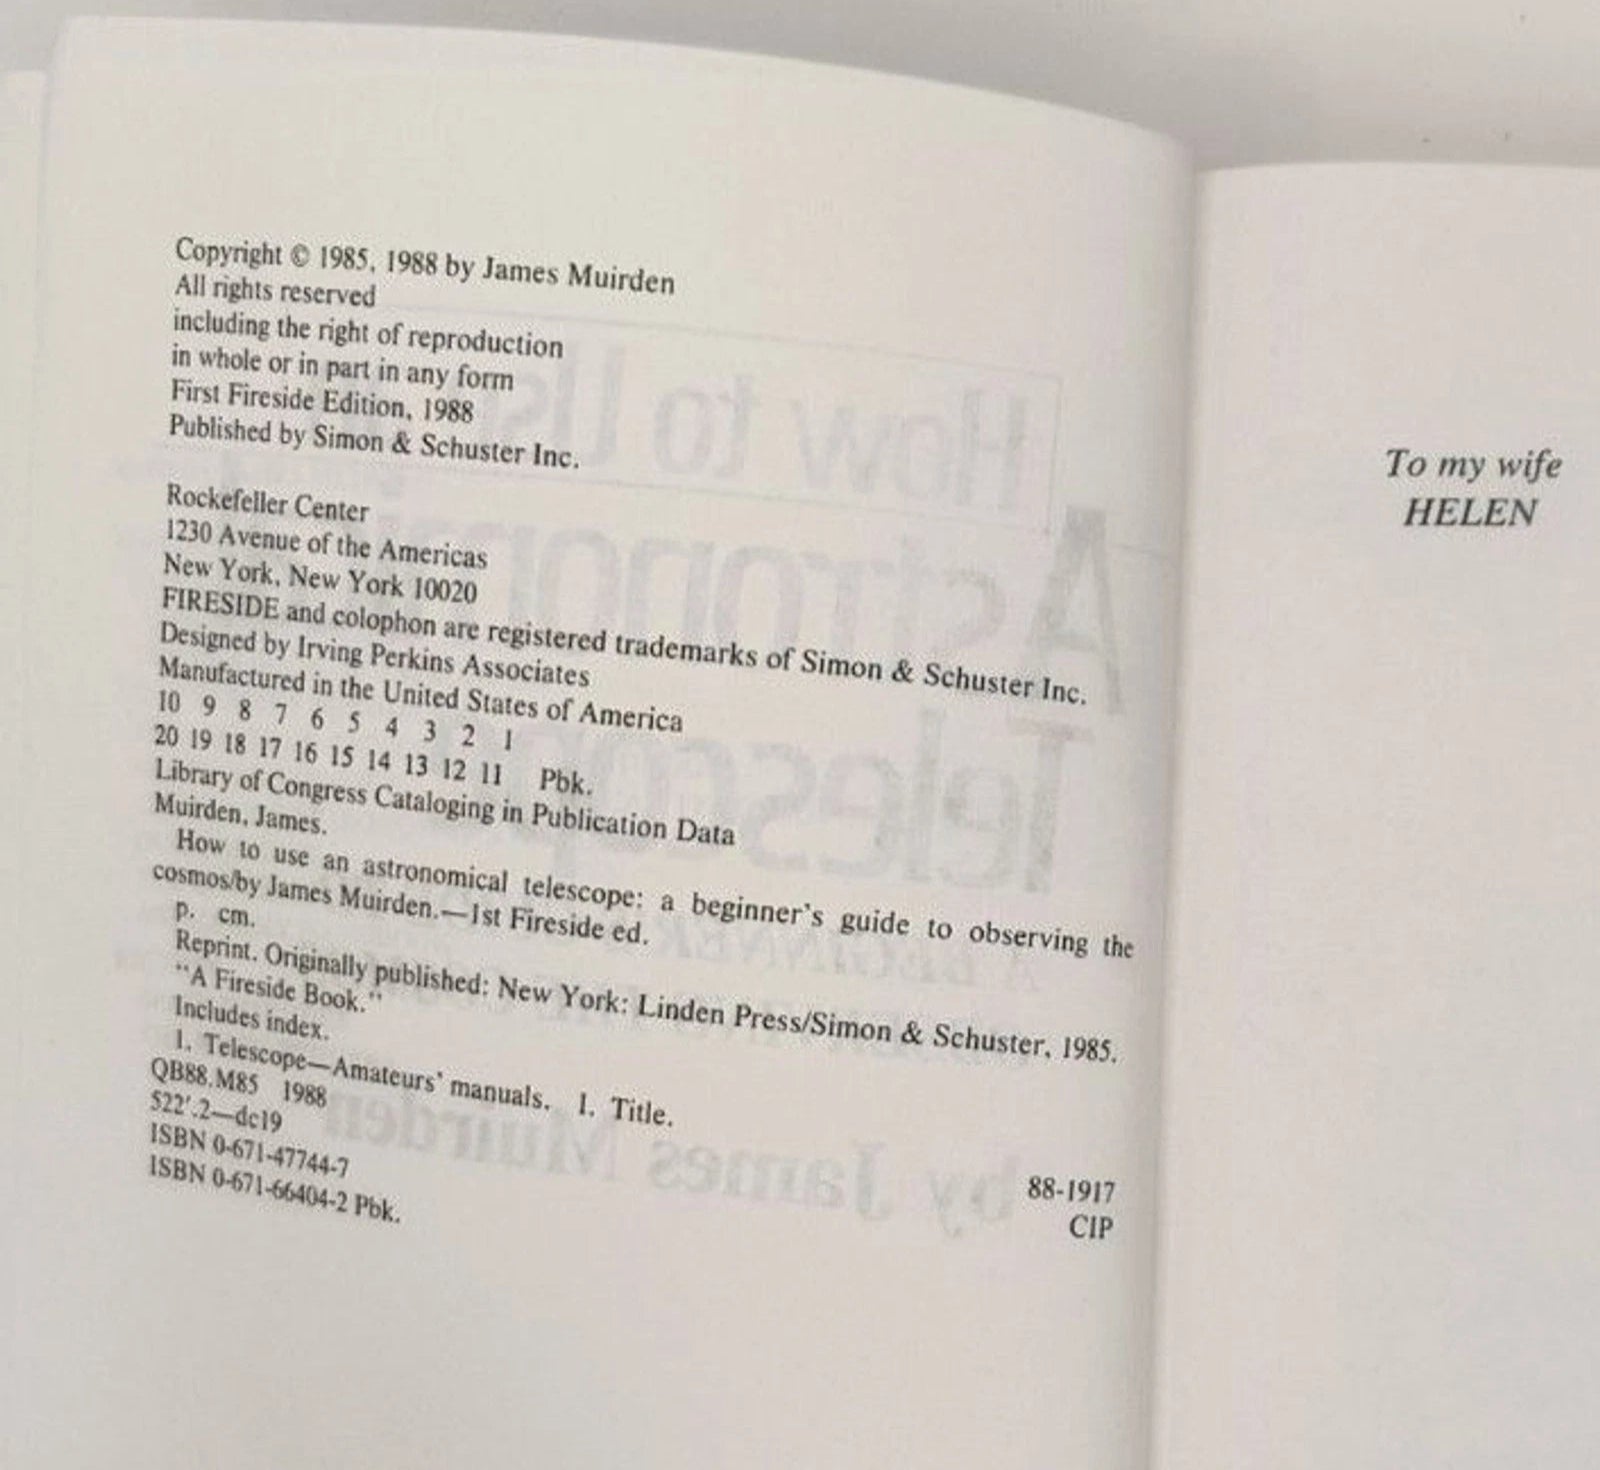 Copyright © 1985, 1988 by James Muirden
All rights reserved
including the right of reproduction
in whole or in part in any form
First Fireside Edition, 1988
Published by Simon & Schuster Inc.
Rockefeller Center
1230 Avenue of the Americas
New York, New York 10020
FIRESIDE and colophon are registered trademarks of Simon & Schuster Inc.
Designed by Irving Perkins Associates
Manufactured in the United States of America
10 9 8 7 6 5 4 3 2 1
20 19 18 17 16 15 14 13 12 11 Pbk.
Library of Congress Cataloging in Publication Data
Muirden, James.
How to use an astronomical telescope: a beginner's guide to observing the
cosmos/by James Muirden.—1st Fireside ed.
p. cm.
Reprint. Originally published: New York: Linden Press/Simon & Schuster, 1985.
"A Fireside Book."
Includes index.
1. Telescope—Amateurs' manuals. I. Title.
QB88.M85 1988
522'.2—dc19
ISBN 0-671-47744-7
ISBN 0-671-66404-2 Pbk.
88-1917
CIP
To my wife
HELEN